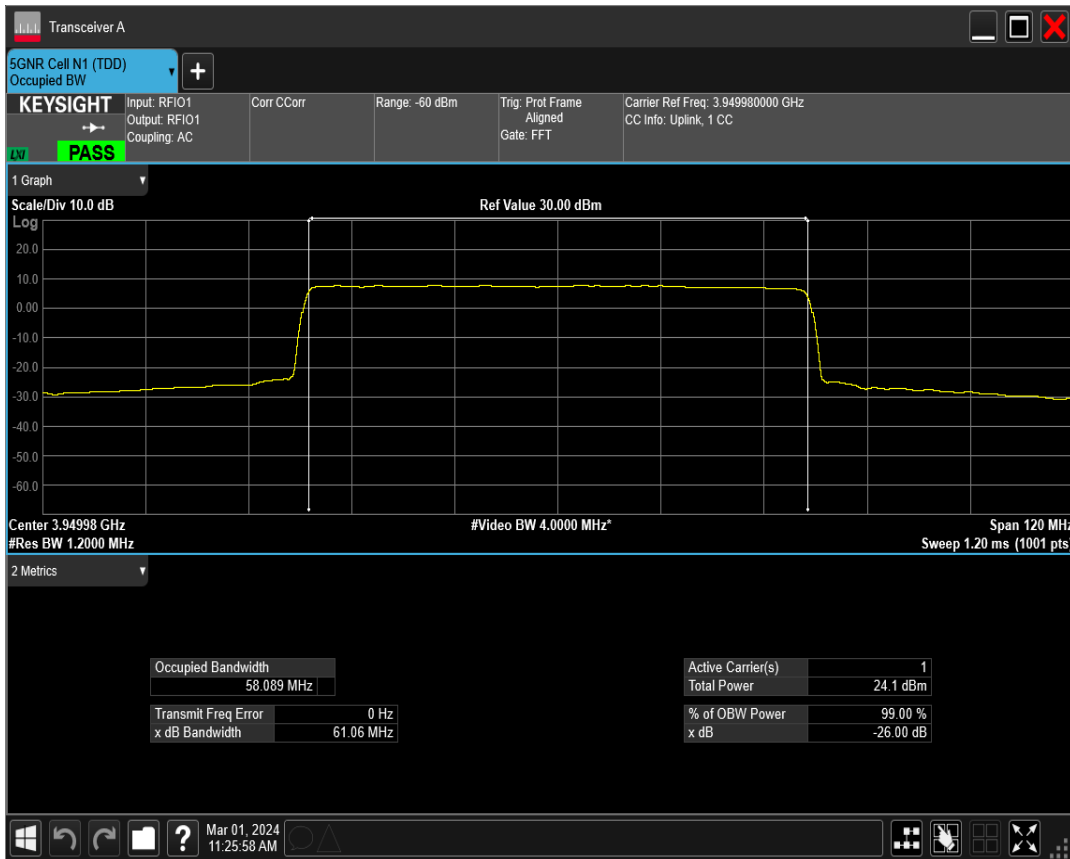 Transceiver A
5GNR Cell N1 (TDD)
Occupied BW
+
KEYSIGHT
LXI
PASS
Input: RFIO1
Output: RFIO1
Coupling: AC
Corr CCorr
Range: -60 dBm
Trig: Prot Frame
Aligned
Gate: FFT
Carrier Ref Freq: 3.949980000 GHz
CC Info: Uplink, 1 CC
1 Graph
Scale/Div 10.0 dB
Ref Value 30.00 dBm
Log
20.0
10.0
0.00
-10.0
-20.0
-30.0
-40.0
-50.0
-60.0
Center 3.94998 GHz
#Video BW 4.0000 MHz*
Span 120 MHz
#Res BW 1.2000 MHz
Sweep 1.20 ms (1001 pts)
2 Metrics
Occupied Bandwidth
58.089 MHz
Transmit Freq Error 0 Hz
x dB Bandwidth 61.06 MHz
Active Carrier(s) 1
Total Power 24.1 dBm
% of OBW Power 99.00 %
x dB -26.00 dB
?
Mar 01, 2024
11:25:58 AM